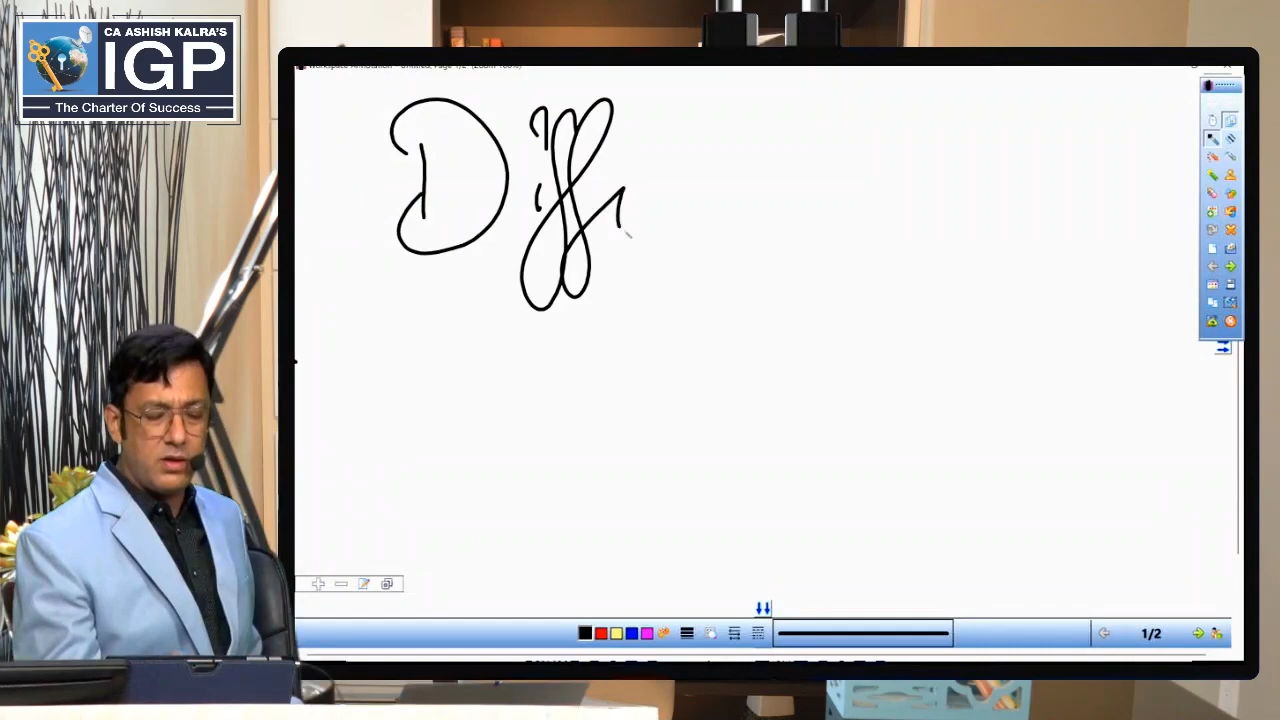 CA ASHISH KALRA'S
IGP
The Charter Of Success
Diff
1/2